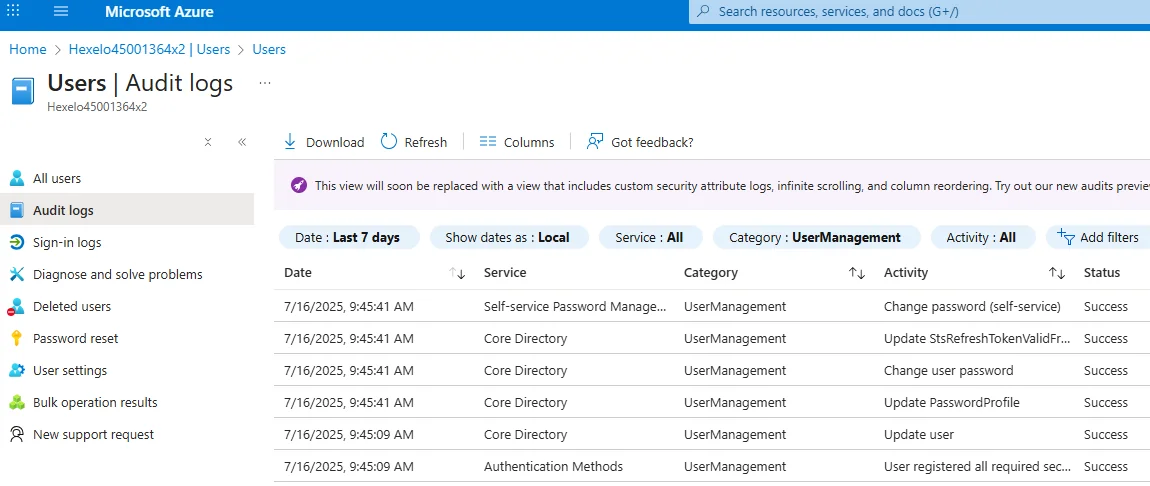 Microsoft Azure
Search resources, services, and docs (G+/)
Home > Hexelo45001364x2 | Users > Users
Users | Audit logs ...
Hexelo45001364x2
Download Refresh Columns Got feedback?
This view will soon be replaced with a view that includes custom security attribute logs, infinite scrolling, and column reordering. Try out our new audits preview
All users
Audit logs
Sign-in logs
Diagnose and solve problems
Deleted users
Password reset
User settings
Bulk operation results
New support request
Date : Last 7 days Show dates as : Local Service : All Category : UserManagement Activity : All Add filters
Date Service Category Activity Status
7/16/2025, 9:45:41 AM Self-service Password Manage... UserManagement Change password (self-service) Success
7/16/2025, 9:45:41 AM Core Directory UserManagement Update StsRefreshTokenValidFr... Success
7/16/2025, 9:45:41 AM Core Directory UserManagement Change user password Success
7/16/2025, 9:45:41 AM Core Directory UserManagement Update PasswordProfile Success
7/16/2025, 9:45:09 AM Core Directory UserManagement Update user Success
7/16/2025, 9:45:09 AM Authentication Methods UserManagement User registered all required sec... Success